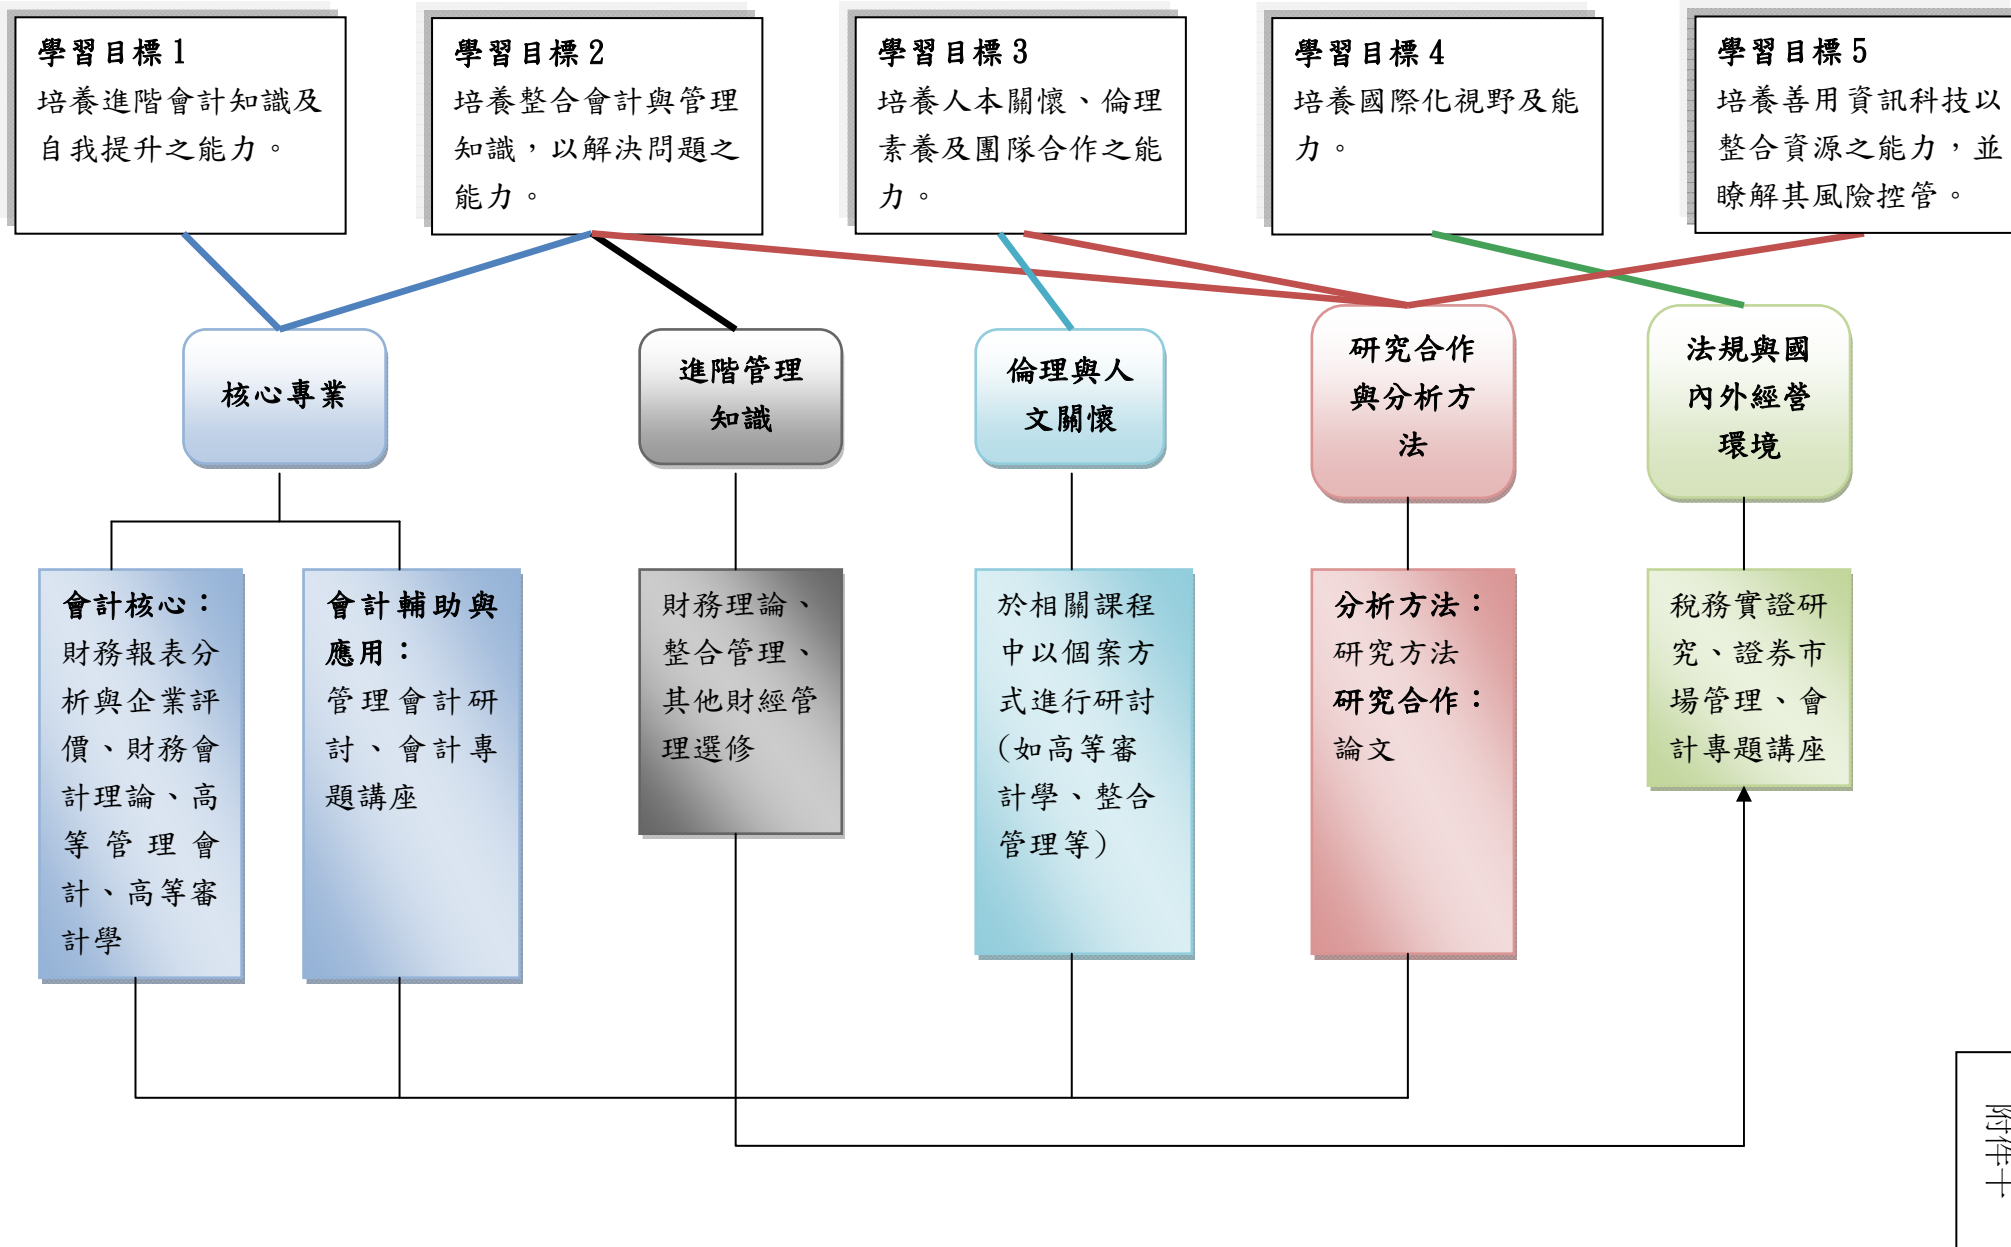 學習目標 1
培養進階會計知識及
自我提升之能力。
學習目標 2
培養整合會計與管理
知識，以解決問題之
能力。
學習目標 3
培養人本關懷、倫理
素養及團隊合作之能
力。
學習目標 4
培養國際化視野及能
力。
學習目標 5
培養善用資訊科技以
整合資源之能力，並
瞭解其風險控管。
核心專業
進階管理
知識
倫理與人
文關懷
研究合作
與分析方
法
法規與國
內外經營
環境
會計核心：
財務報表分
析與企業評
價、財務會
計理論、高
等管理會
計、高等審
計學
會計輔助與
應用：
管理會計研
討、會計專
題講座
財務理論、
整合管理、
其他財經管
理選修
於相關課程
中以個案方
式進行研討
(如高等審
計學、整合
管理等)
分析方法：
研究方法
研究合作：
論文
稅務實證研
究、證券市
場管理、會
計專題講座
附件十